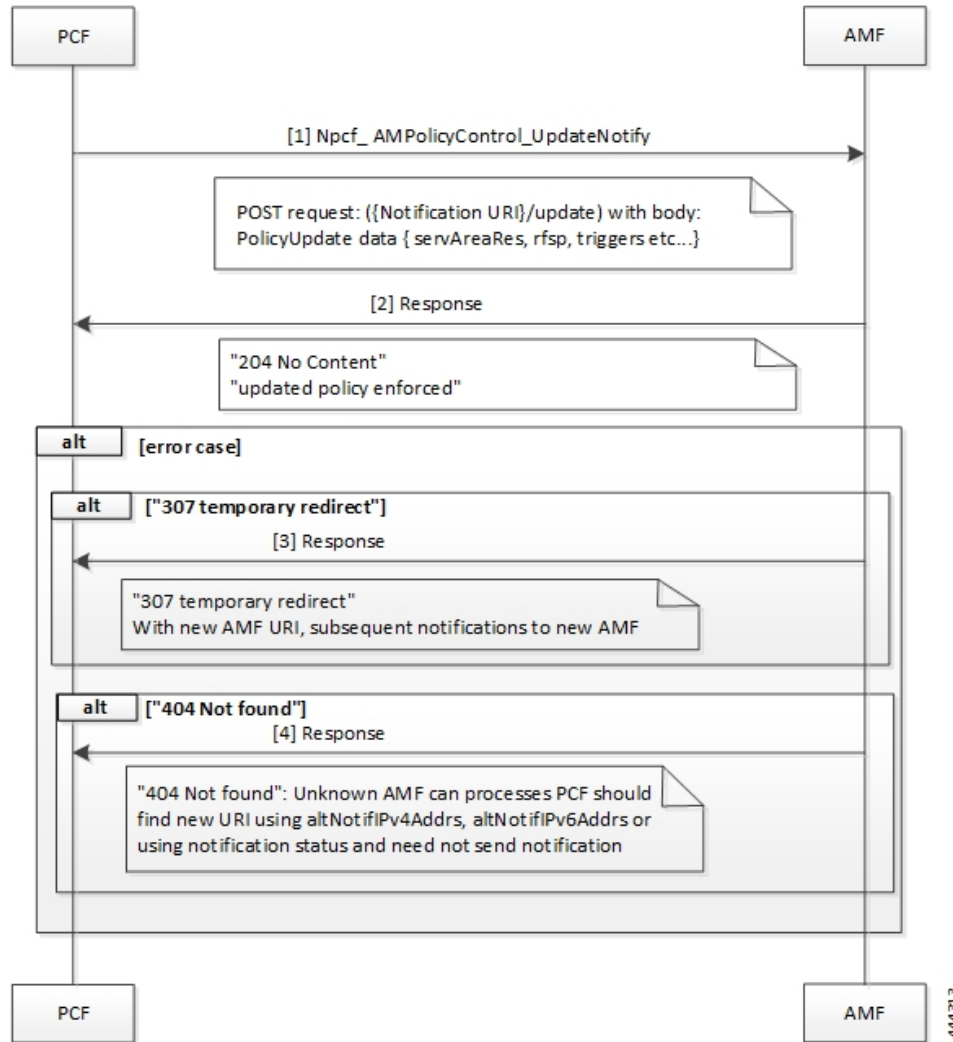 PCF
AMF
[1] Npcf_ AMPolicyControl_UpdateNotify
POST request: ({Notification URI}/update) with body:
PolicyUpdate data { servAreaRes, rfsp, triggers etc...}
[2] Response
"204 No Content"
"updated policy enforced"
alt
[error case]
alt
["307 temporary redirect"]
[3] Response
"307 temporary redirect"
With new AMF URI, subsequent notifications to new AMF
alt
["404 Not found"]
[4] Response
"404 Not found": Unknown AMF can processes PCF should
find new URI using altNotifIPv4Addrs, altNotifIPv6Addrs or
using notification status and need not send notification
PCF
AMF